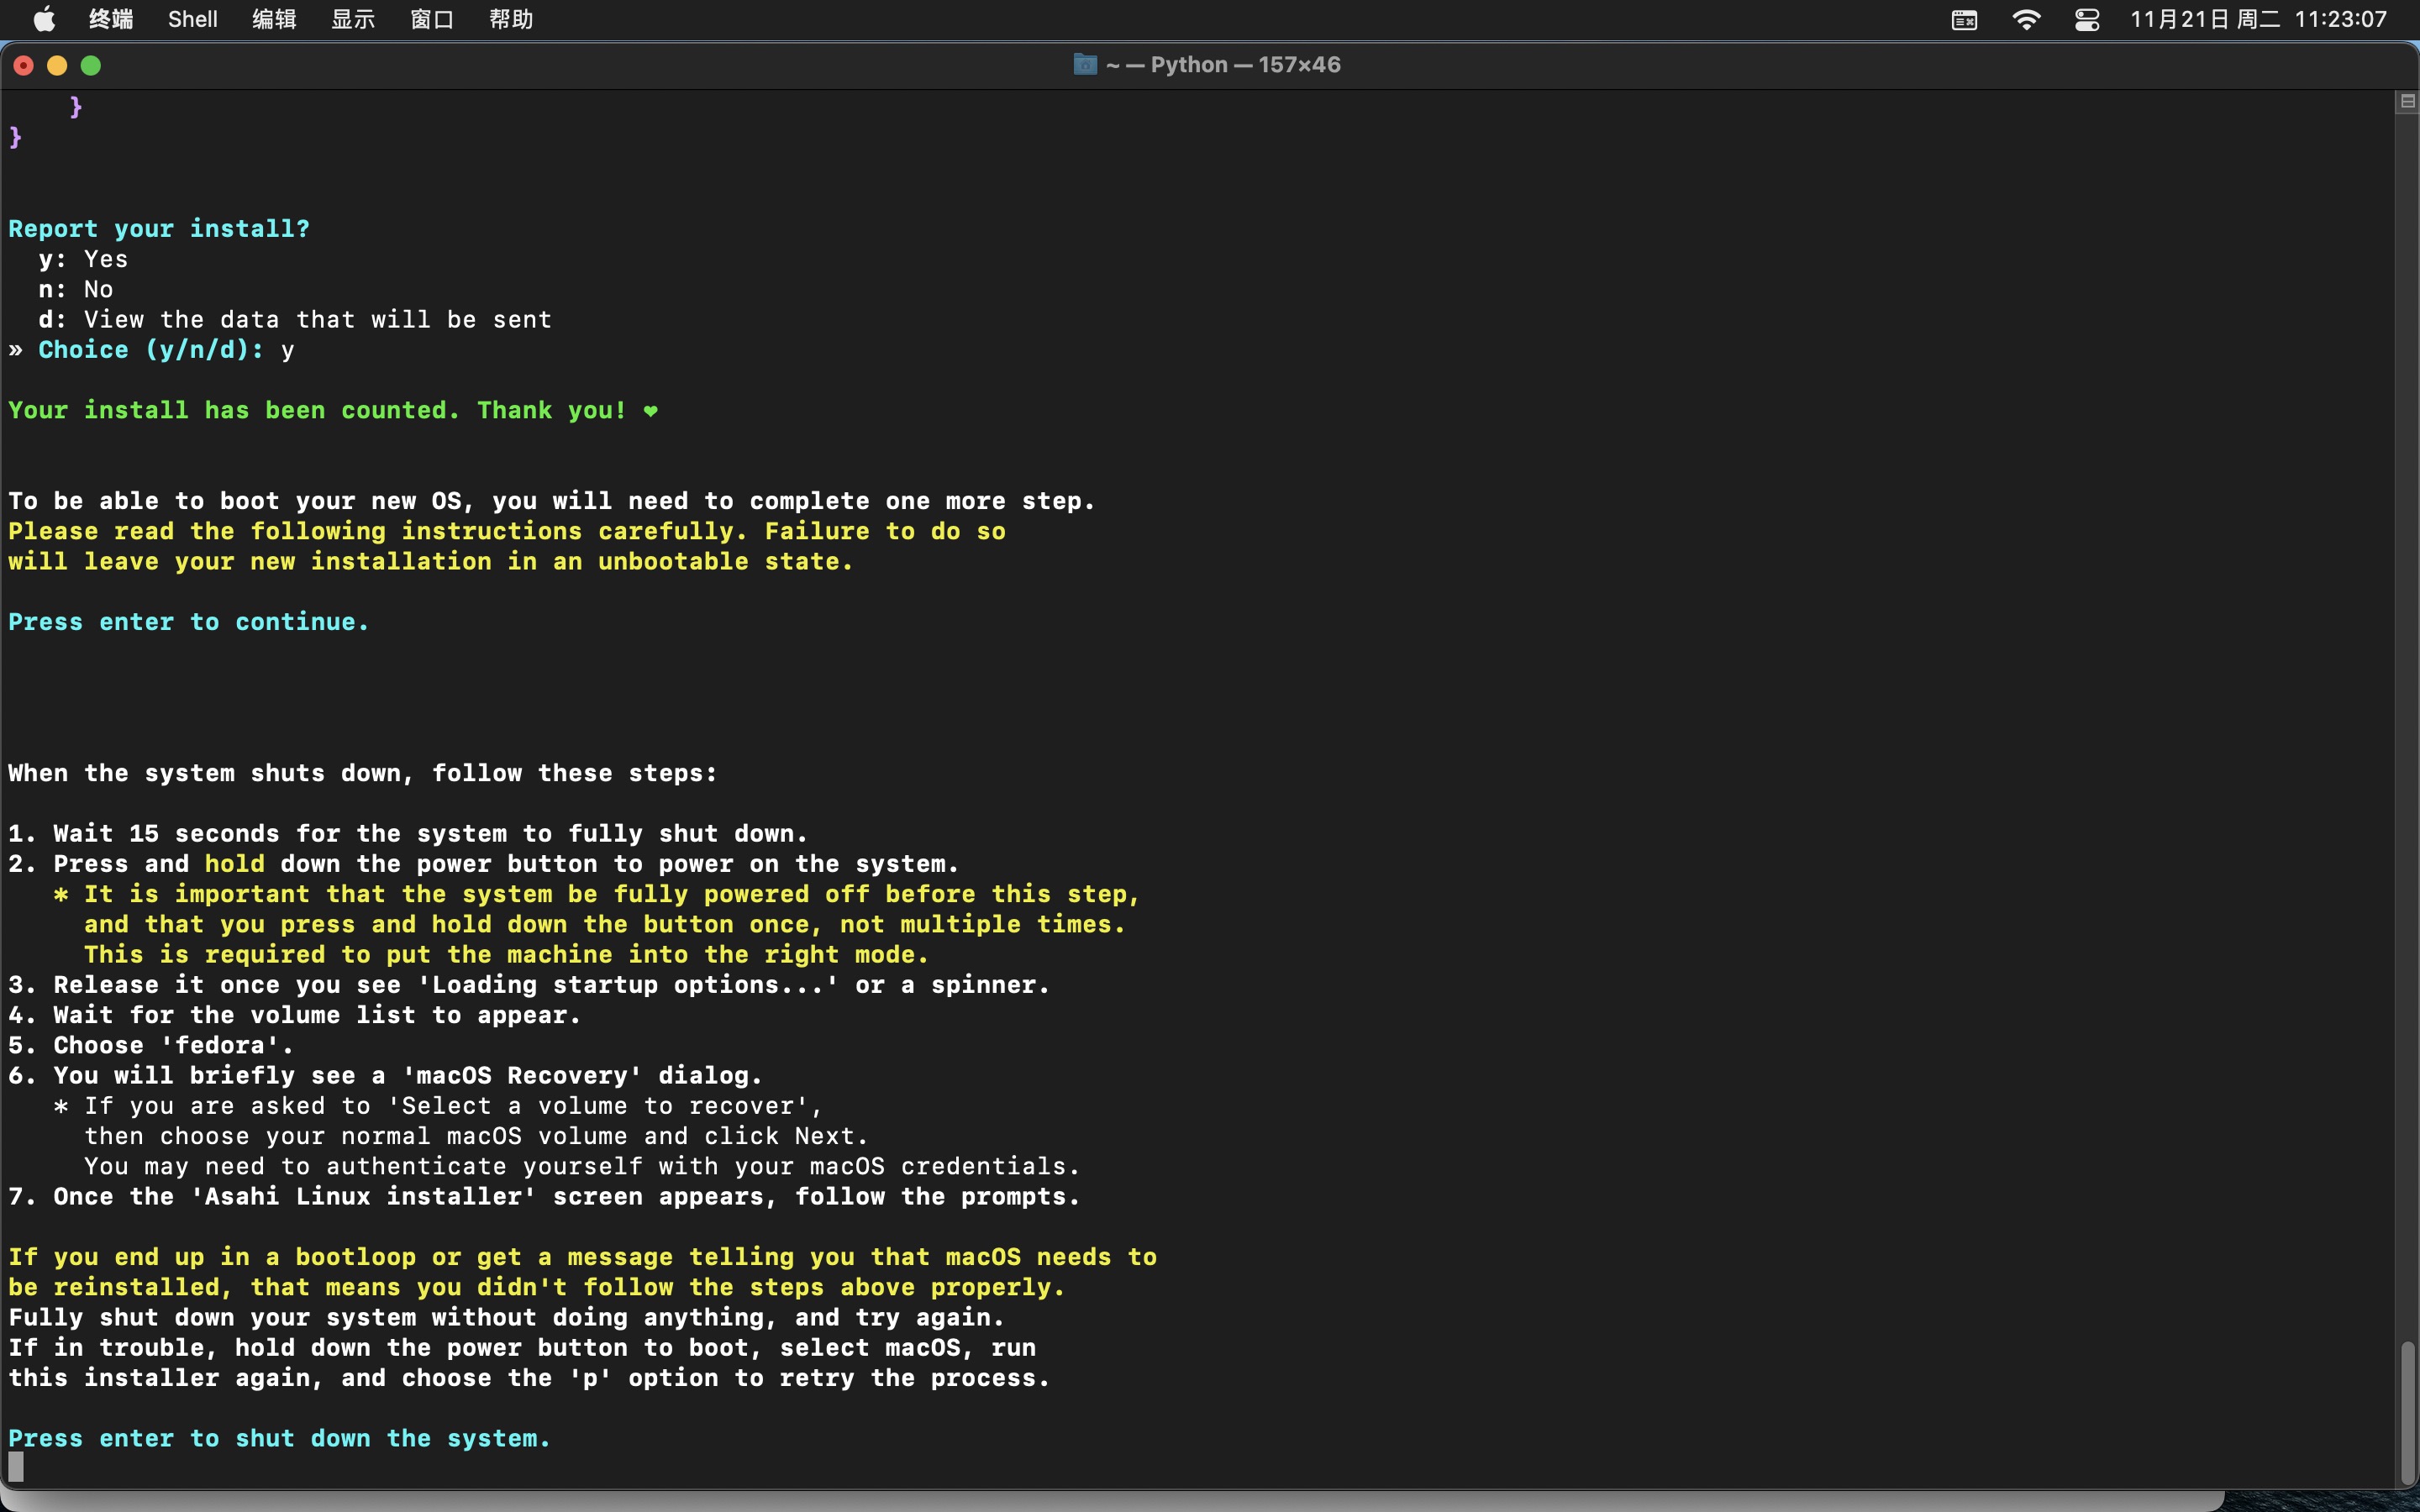 终端 Shell 编辑 显示 窗口 帮助 11月21日 周二 11:23:07
~ — Python — 157×46
}
}
Report your install?
y: Yes
n: No
d: View the data that will be sent
» Choice (y/n/d): y
Your install has been counted. Thank you! ❤
To be able to boot your new OS, you will need to complete one more step.
Please read the following instructions carefully. Failure to do so
will leave your new installation in an unbootable state.
Press enter to continue.
When the system shuts down, follow these steps:
1. Wait 15 seconds for the system to fully shut down.
2. Press and hold down the power button to power on the system.
* It is important that the system be fully powered off before this step,
and that you press and hold down the button once, not multiple times.
This is required to put the machine into the right mode.
3. Release it once you see 'Loading startup options...' or a spinner.
4. Wait for the volume list to appear.
5. Choose 'fedora'.
6. You will briefly see a 'macOS Recovery' dialog.
* If you are asked to 'Select a volume to recover',
then choose your normal macOS volume and click Next.
You may need to authenticate yourself with your macOS credentials.
7. Once the 'Asahi Linux installer' screen appears, follow the prompts.
If you end up in a bootloop or get a message telling you that macOS needs to
be reinstalled, that means you didn't follow the steps above properly.
Fully shut down your system without doing anything, and try again.
If in trouble, hold down the power button to boot, select macOS, run
this installer again, and choose the 'p' option to retry the process.
Press enter to shut down the system.